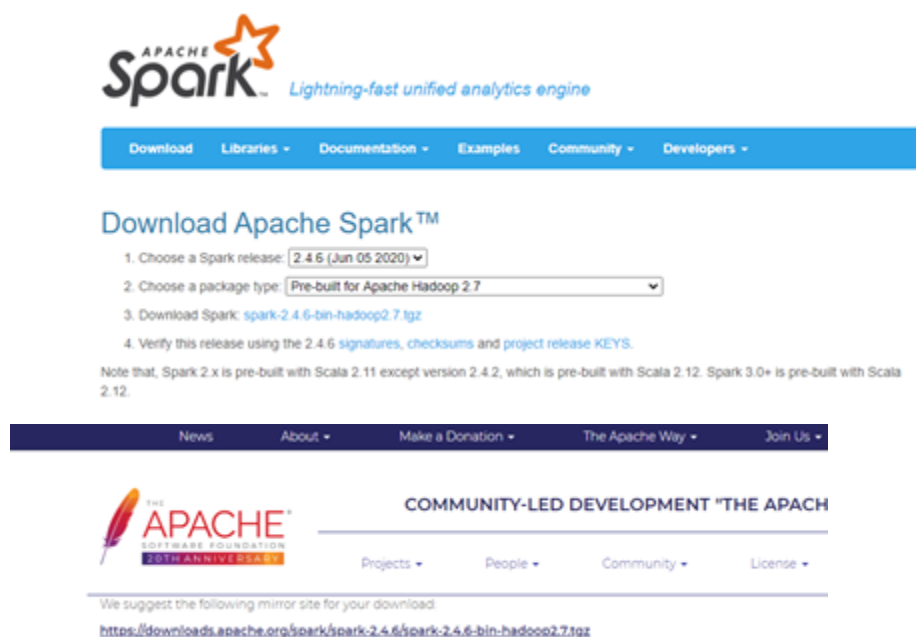 APACHE
Spark™ Lightning-fast unified analytics engine
Download Libraries Documentation Examples Community Developers
Download Apache Spark™
1. Choose a Spark release: 2.4.6 (Jun 05 2020)
2. Choose a package type: Pre-built for Apache Hadoop 2.7
3. Download Spark: spark-2.4.6-bin-hadoop2.7.tgz
4. Verify this release using the 2.4.6 signatures, checksums and project release KEYS.
Note that, Spark 2.x is pre-built with Scala 2.11 except version 2.4.2, which is pre-built with Scala 2.12. Spark 3.0+ is pre-built with Scala
2.12.
News About Make a Donation The Apache Way Join Us
COMMUNITY-LED DEVELOPMENT "THE APACH
THE
APACHE
SOFTWARE FOUNDATION
20TH ANNIVERSARY
Projects People Community License
We suggest the following mirror site for your download:
https://downloads.apache.org/spark/spark-2.4.6/spark-2.4.6-bin-hadoop2.7.tgz